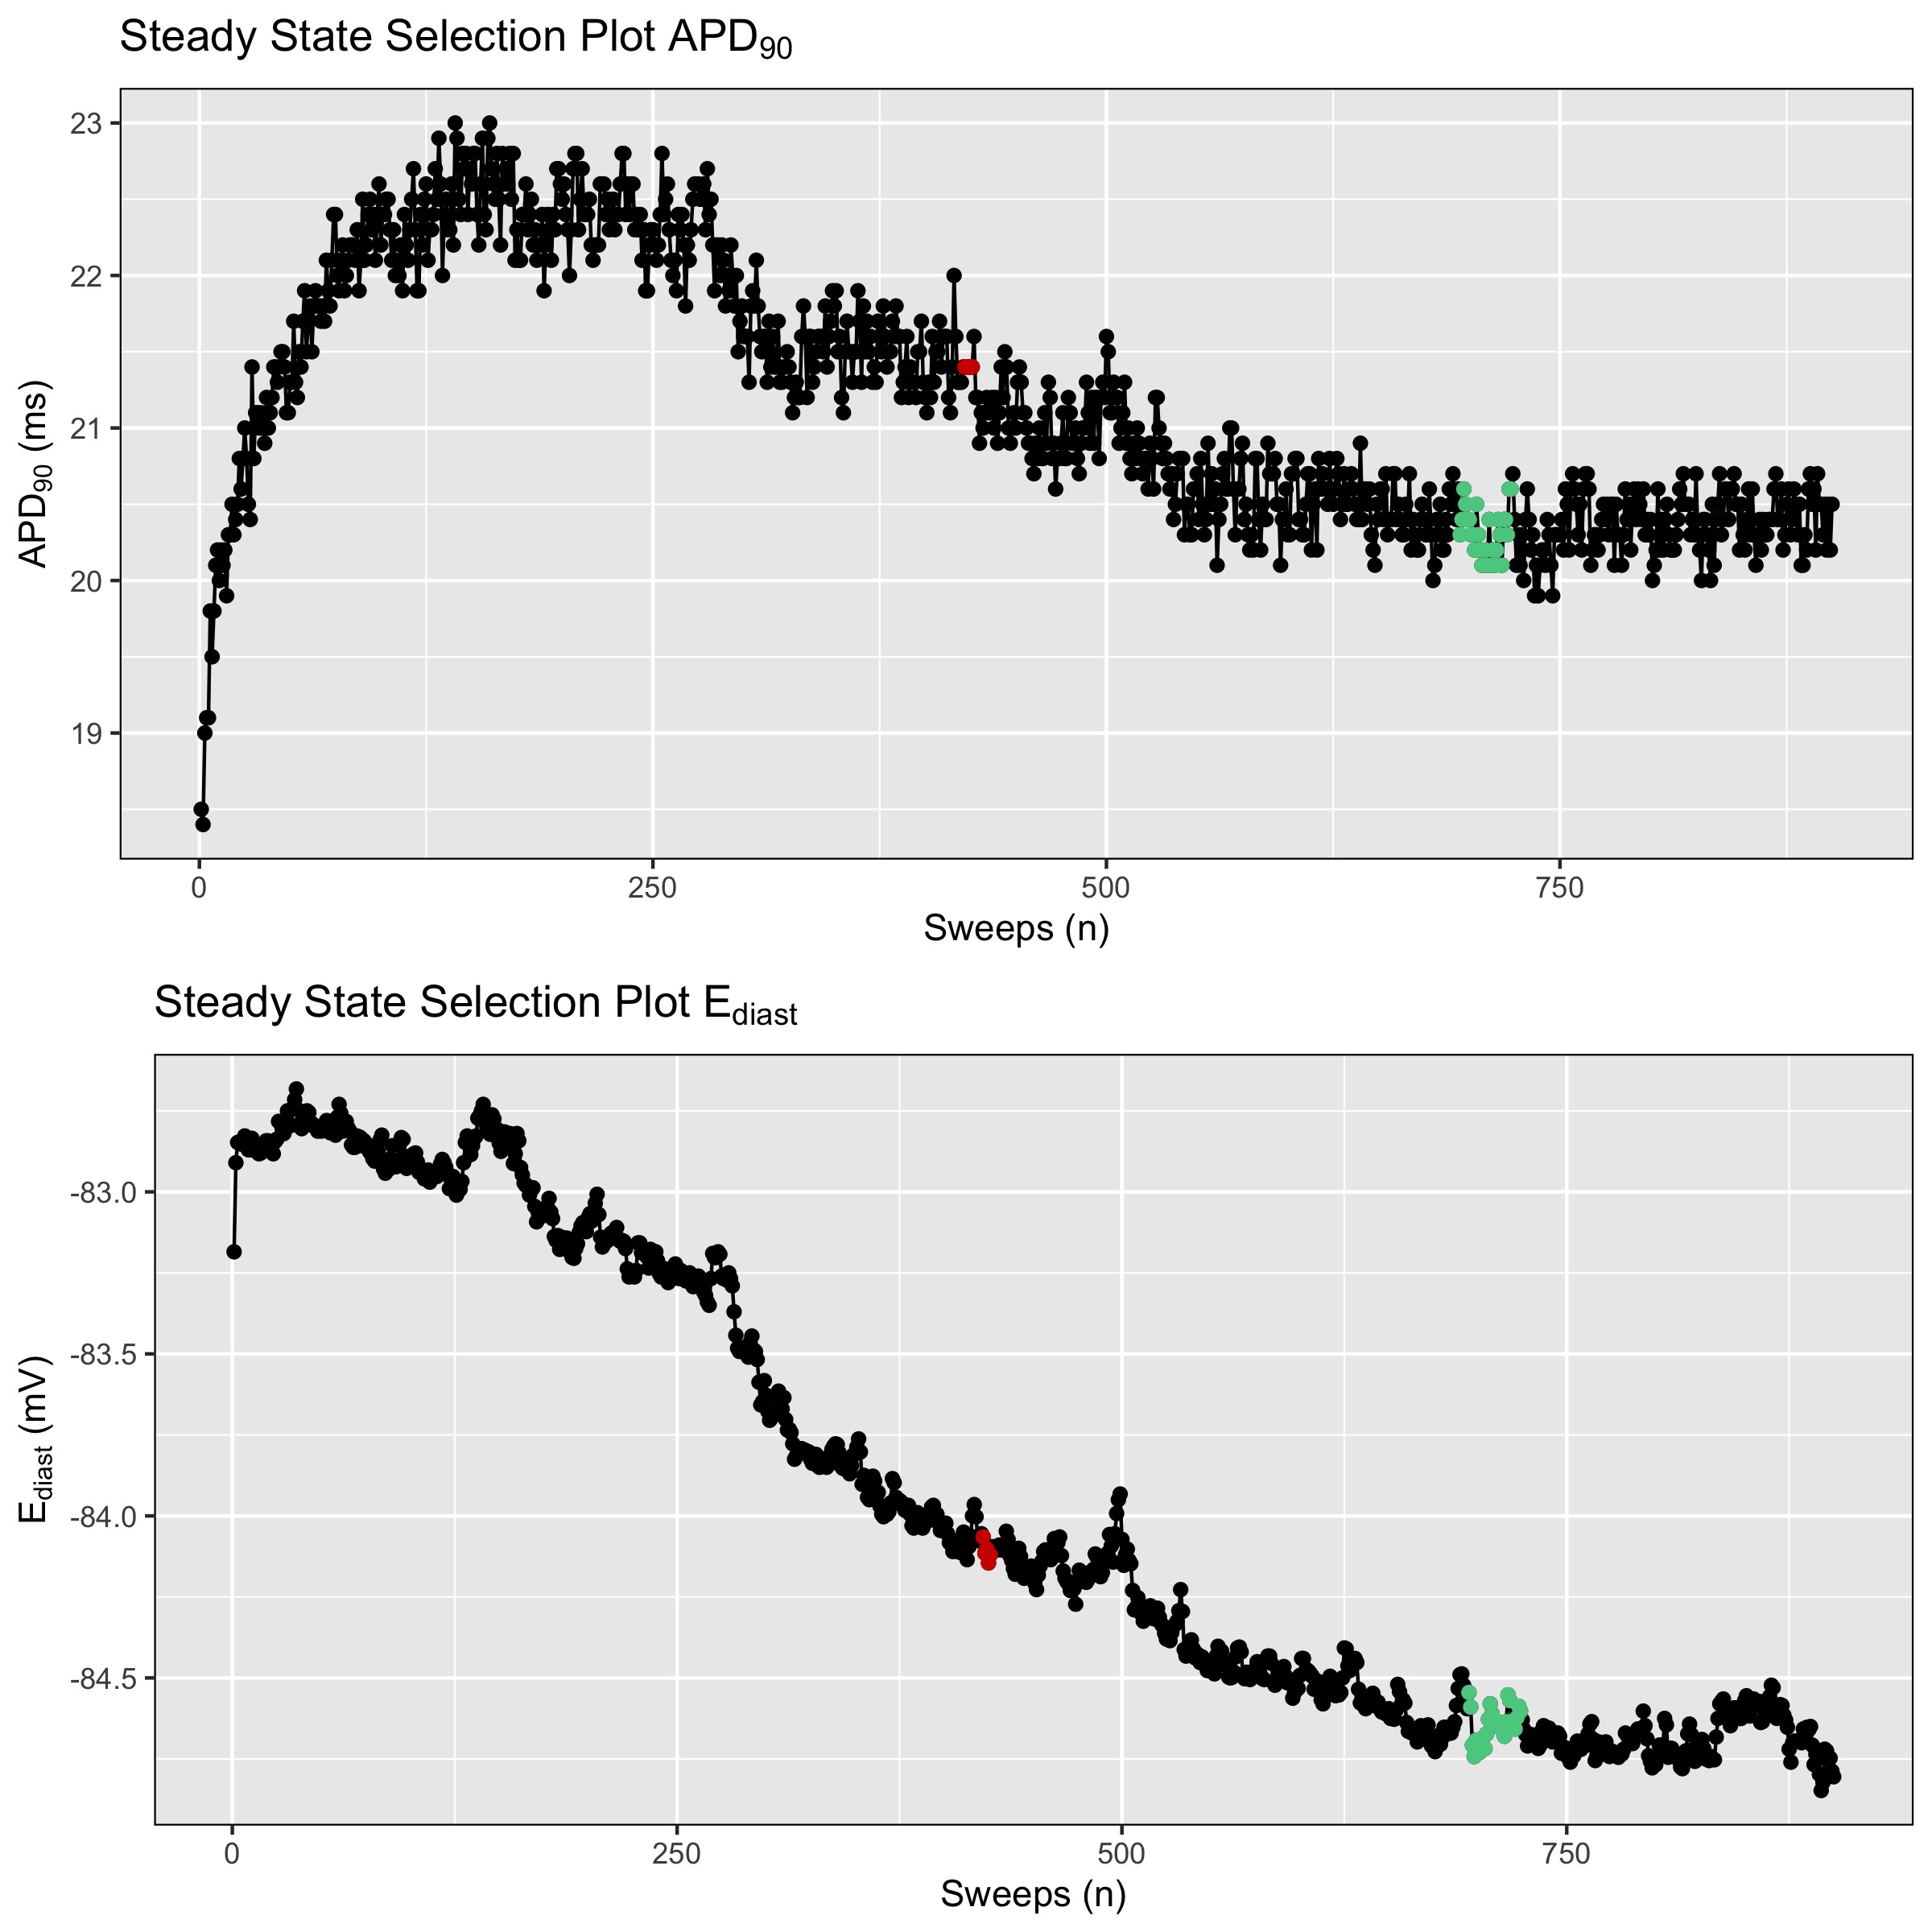 Steady State Selection Plot APD90
23
22
21
20
19
APD90 (ms)
0 250 500 750
Sweeps (n)
Steady State Selection Plot Ediast
-83.0
-83.5
-84.0
-84.5
Ediast (mV)
0 250 500 750
Sweeps (n)